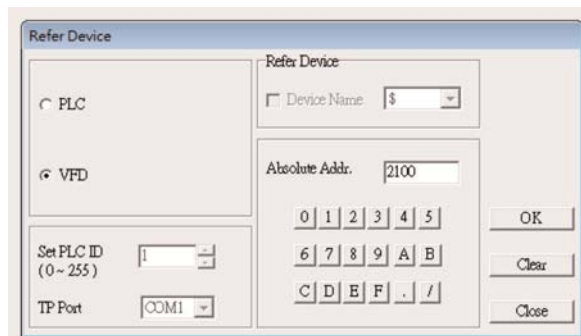 Refer Device
PLC
VFD
Set PLC ID
(0 ~ 255)
1
TP Port
COM1
Refer Device
Device Name
$
Absolute Addr.
2100
0 1 2 3 4 5
6 7 8 9 A B
C D E F . /
OK
Clear
Close